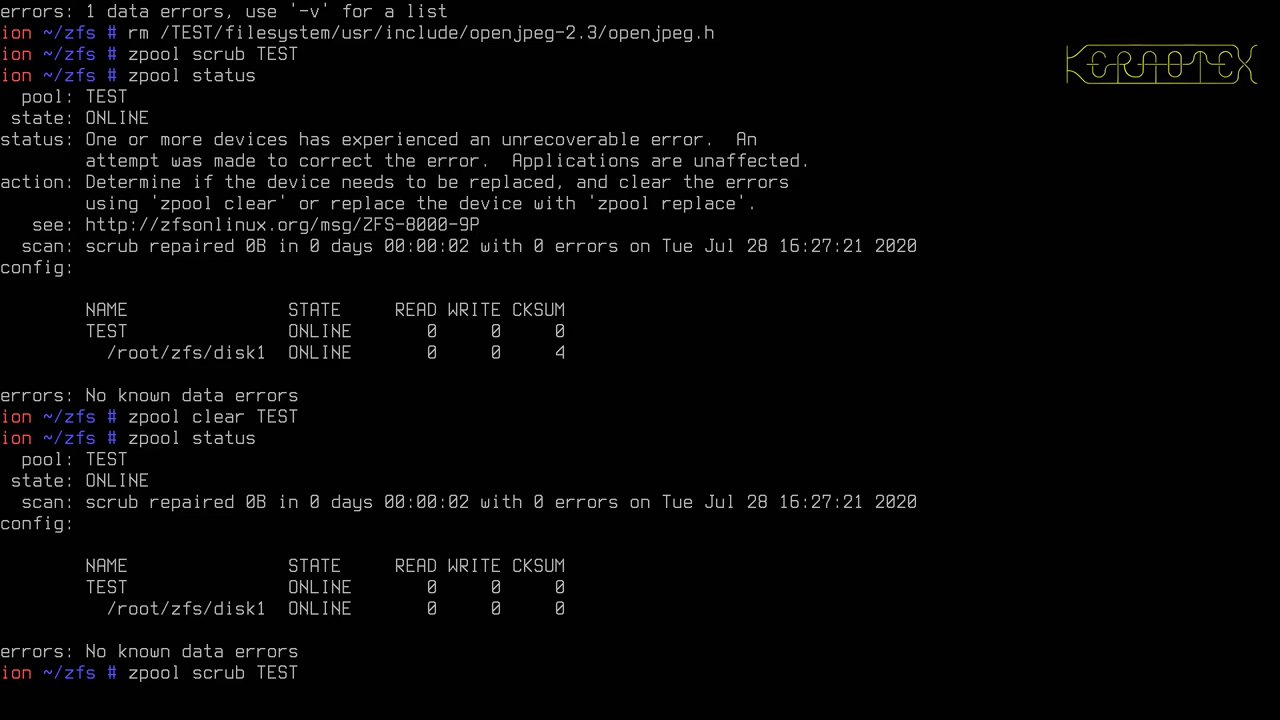 errors: 1 data errors, use '-v' for a list
ion ~/zfs # rm /TEST/filesystem/usr/include/openjpeg-2.3/openjpeg.h
ion ~/zfs # zpool scrub TEST
KERAOTEX
ion ~/zfs # zpool status
pool: TEST
state: ONLINE
status: One or more devices has experienced an unrecoverable error.  An
attempt was made to correct the error.  Applications are unaffected.
action: Determine if the device needs to be replaced, and clear the errors
using 'zpool clear' or replace the device with 'zpool replace'.
see: http://zfsonlinux.org/msg/ZFS-8000-9P
scan: scrub repaired 0B in 0 days 00:00:02 with 0 errors on Tue Jul 28 16:27:21 2020
config:
NAME STATE READ WRITE CKSUM
TEST ONLINE 0 0 0
/root/zfs/disk1 ONLINE 0 0 4
errors: No known data errors
ion ~/zfs # zpool clear TEST
ion ~/zfs # zpool status
pool: TEST
state: ONLINE
scan: scrub repaired 0B in 0 days 00:00:02 with 0 errors on Tue Jul 28 16:27:21 2020
config:
NAME STATE READ WRITE CKSUM
TEST ONLINE 0 0 0
/root/zfs/disk1 ONLINE 0 0 0
errors: No known data errors
ion ~/zfs # zpool scrub TEST